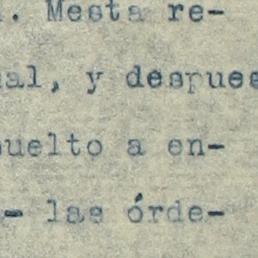 . Mesta re-
al, y despues
uelto a en-
- las órde-